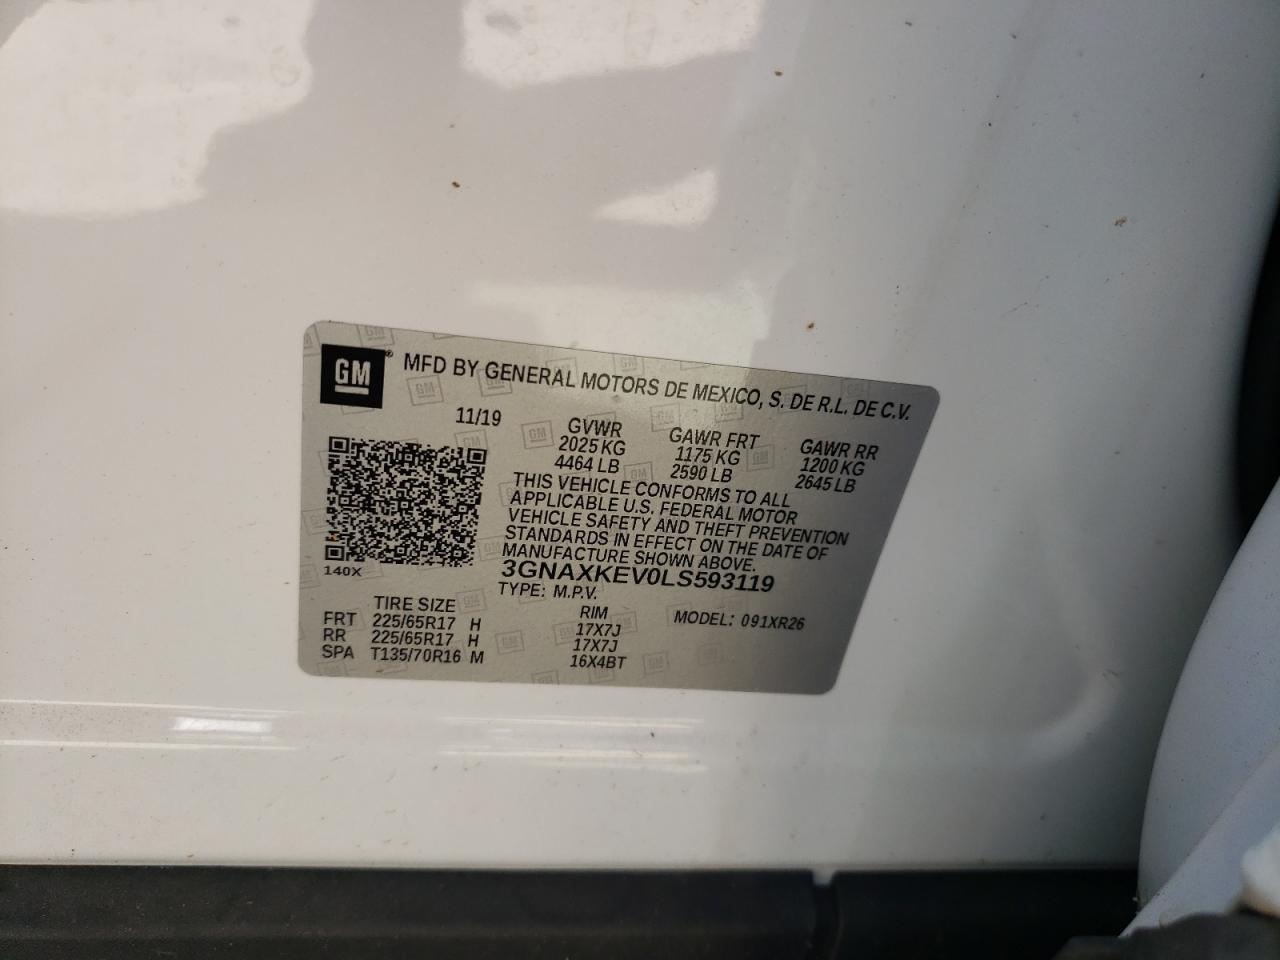 GM ® MFD BY GENERAL MOTORS DE MEXICO, S. DE R.L. DE C.V.
11/19 GVWR GAWR FRT GAWR RR
2025 KG 1175 KG 1200 KG
4464 LB 2590 LB 2645 LB
THIS VEHICLE CONFORMS TO ALL
APPLICABLE U.S. FEDERAL MOTOR
VEHICLE SAFETY AND THEFT PREVENTION
STANDARDS IN EFFECT ON THE DATE OF
MANUFACTURE SHOWN ABOVE.
140X 3GNAXKEV0LS593119
TYPE: M.P.V.
TIRE SIZE RIM MODEL: 091XR26
FRT 225/65R17 H 17X7J
RR 225/65R17 H 17X7J
SPA T135/70R16 M 16X4BT